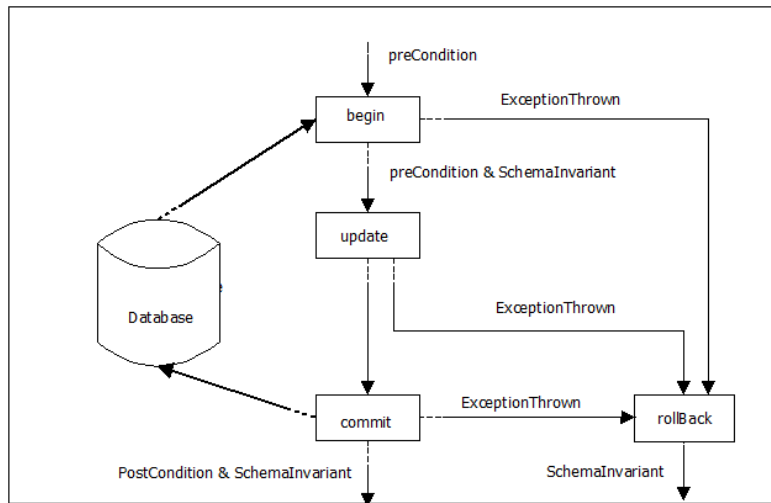 preCondition
ExceptionThrown
begin
preCondition & SchemaInvariant
update
ExceptionThrown
Database
ExceptionThrown
commit
rollBack
PostCondition & SchemaInvariant
SchemaInvariant